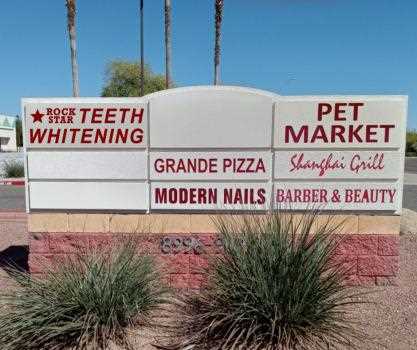 ROCK STAR TEETH
WHITENING
PET
MARKET
GRANDE PIZZA
Shanghai Grill
MODERN NAILS
BARBER & BEAUTY